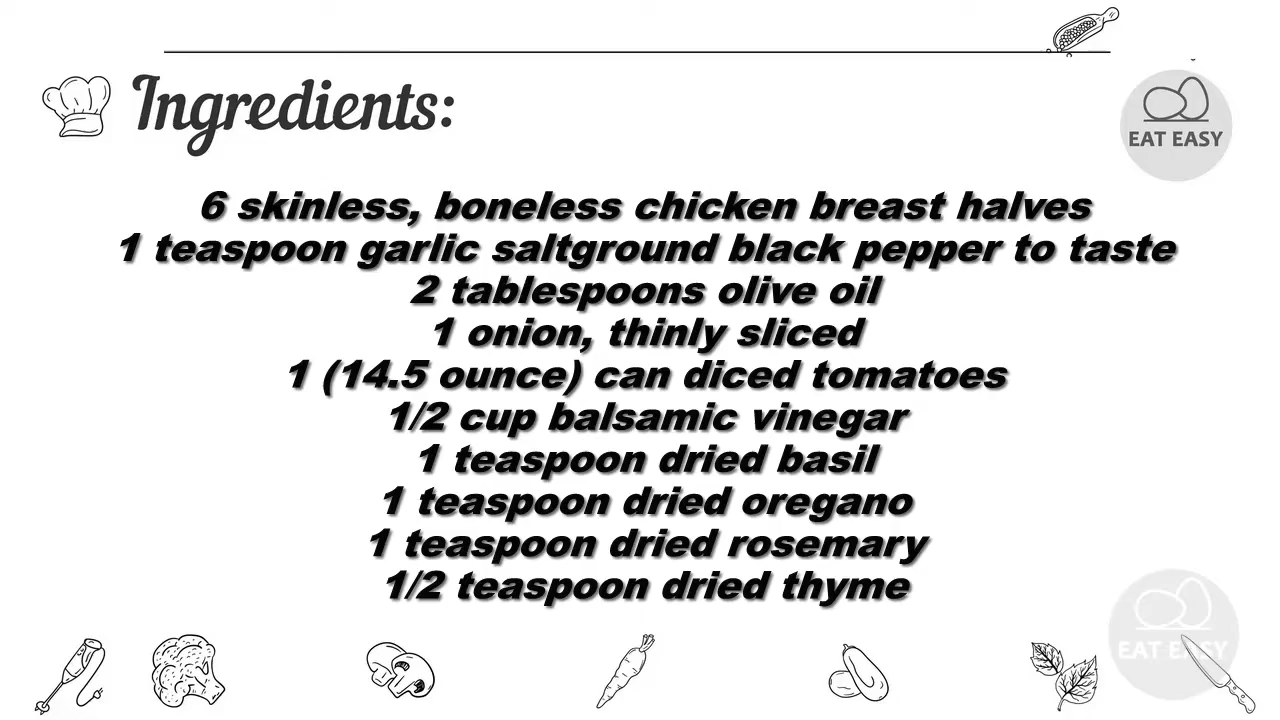 Ingredients:
EAT EASY
6 skinless, boneless chicken breast halves
1 teaspoon garlic saltground black pepper to taste
2 tablespoons olive oil
1 onion, thinly sliced
1 (14.5 ounce) can diced tomatoes
1/2 cup balsamic vinegar
1 teaspoon dried basil
1 teaspoon dried oregano
1 teaspoon dried rosemary
1/2 teaspoon dried thyme
EAT EASY